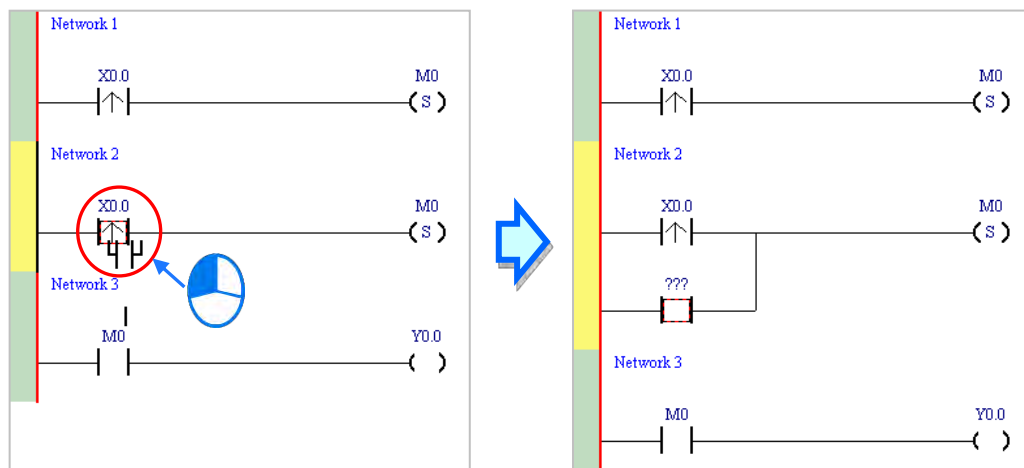 Network 1
X0.0 M0
S
Network 2
X0.0 M0
S
Network 3
M0 Y0.0
Network 1
X0.0 M0
S
Network 2
X0.0 M0
S
???
Network 3
M0 Y0.0